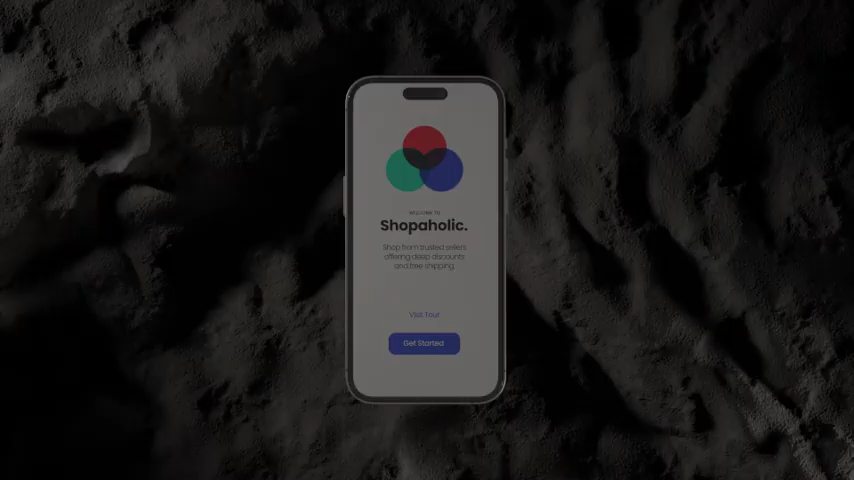 WELCOME TO
Shopaholic.
Shop from trusted sellers
offering deep discounts
and free shipping
Visit Tour
Get Started